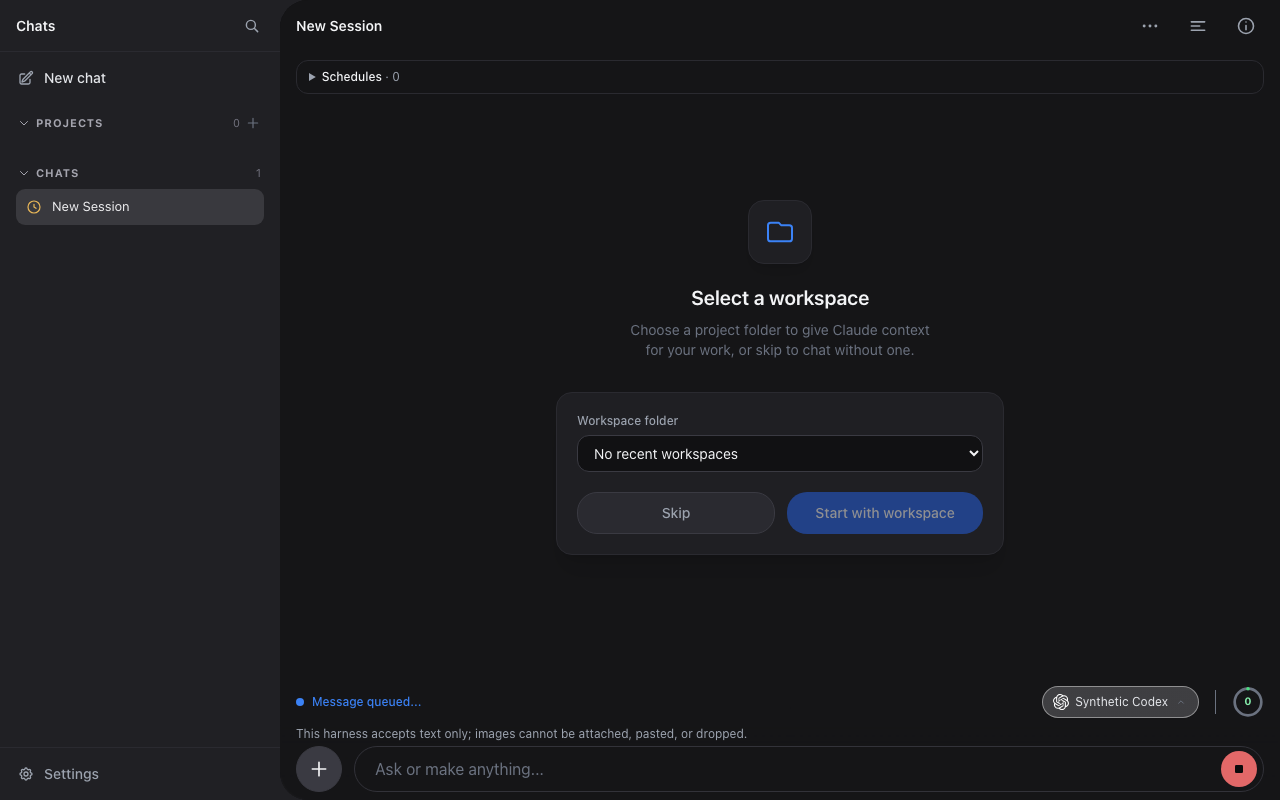 Chats
New chat
PROJECTS 0
CHATS 1
New Session
Settings
New Session
Schedules · 0
Select a workspace
Choose a project folder to give Claude context
for your work, or skip to chat without one.
Workspace folder
No recent workspaces
Skip
Start with workspace
Message queued...
Synthetic Codex
0
This harness accepts text only; images cannot be attached, pasted, or dropped.
Ask or make anything...